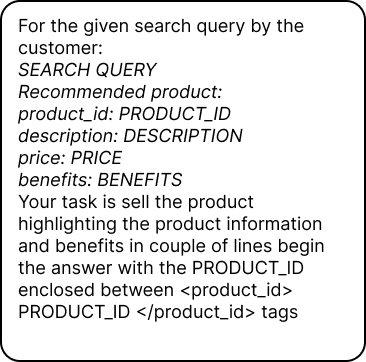 For the given search query by the
customer:
SEARCH QUERY
Recommended product:
product_id: PRODUCT_ID
description: DESCRIPTION
price: PRICE
benefits: BENEFITS
Your task is sell the product
highlighting the product information
and benefits in couple of lines begin
the answer with the PRODUCT_ID
enclosed between <product_id>
PRODUCT_ID </product_id> tags